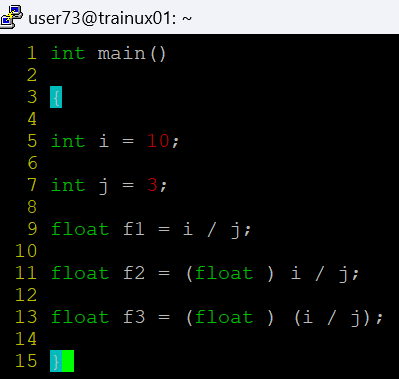 user73@trainux01: ~
1 int main()
2
3 {
4
5 int i = 10;
6
7 int j = 3;
8
9 float f1 = i / j;
10
11 float f2 = (float ) i / j;
12
13 float f3 = (float ) (i / j);
14
15 }